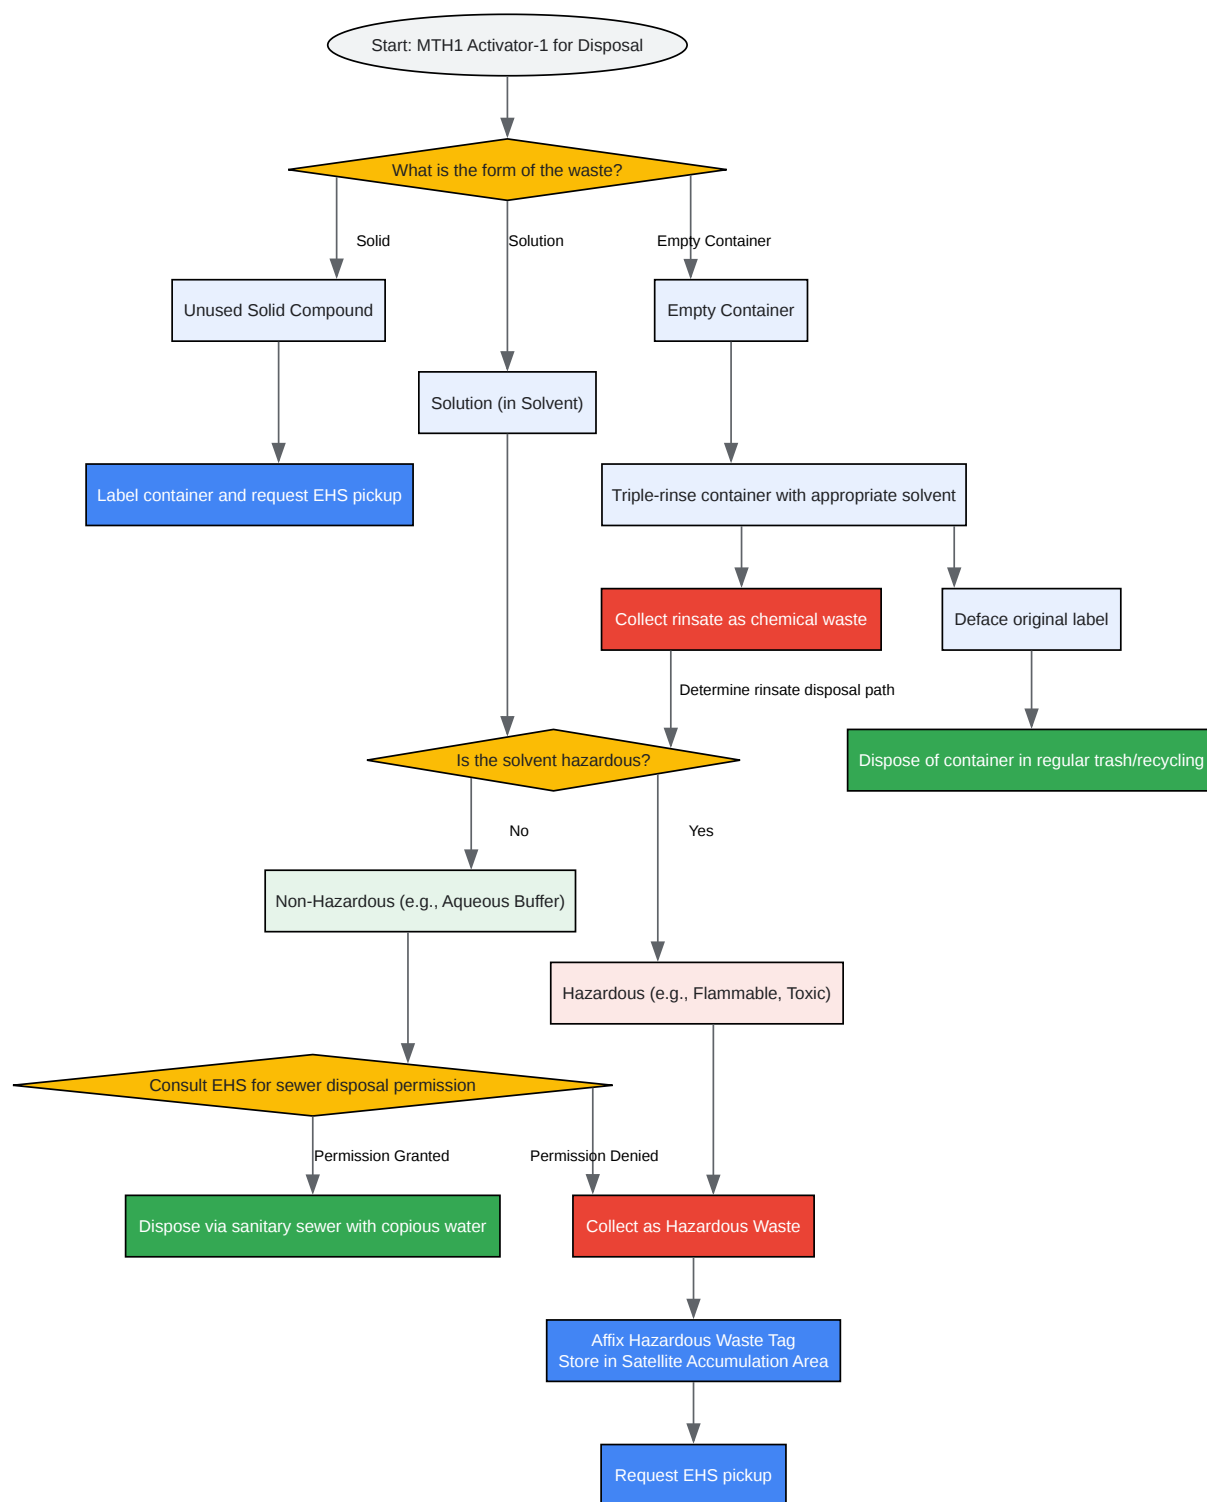 Start: MTH1 Activator-1 for Disposal
What is the form of the waste?
Solid
Solution
Empty Container
Unused Solid Compound
Empty Container
Solution (in Solvent)
Label container and request EHS pickup
Triple-rinse container with appropriate solvent
Collect rinsate as chemical waste
Deface original label
Determine rinsate disposal path
Is the solvent hazardous?
Dispose of container in regular trash/recycling
No
Yes
Non-Hazardous (e.g., Aqueous Buffer)
Hazardous (e.g., Flammable, Toxic)
Consult EHS for sewer disposal permission
Permission Granted
Permission Denied
Dispose via sanitary sewer with copious water
Collect as Hazardous Waste
Affix Hazardous Waste Tag
Store in Satellite Accumulation Area
Request EHS pickup